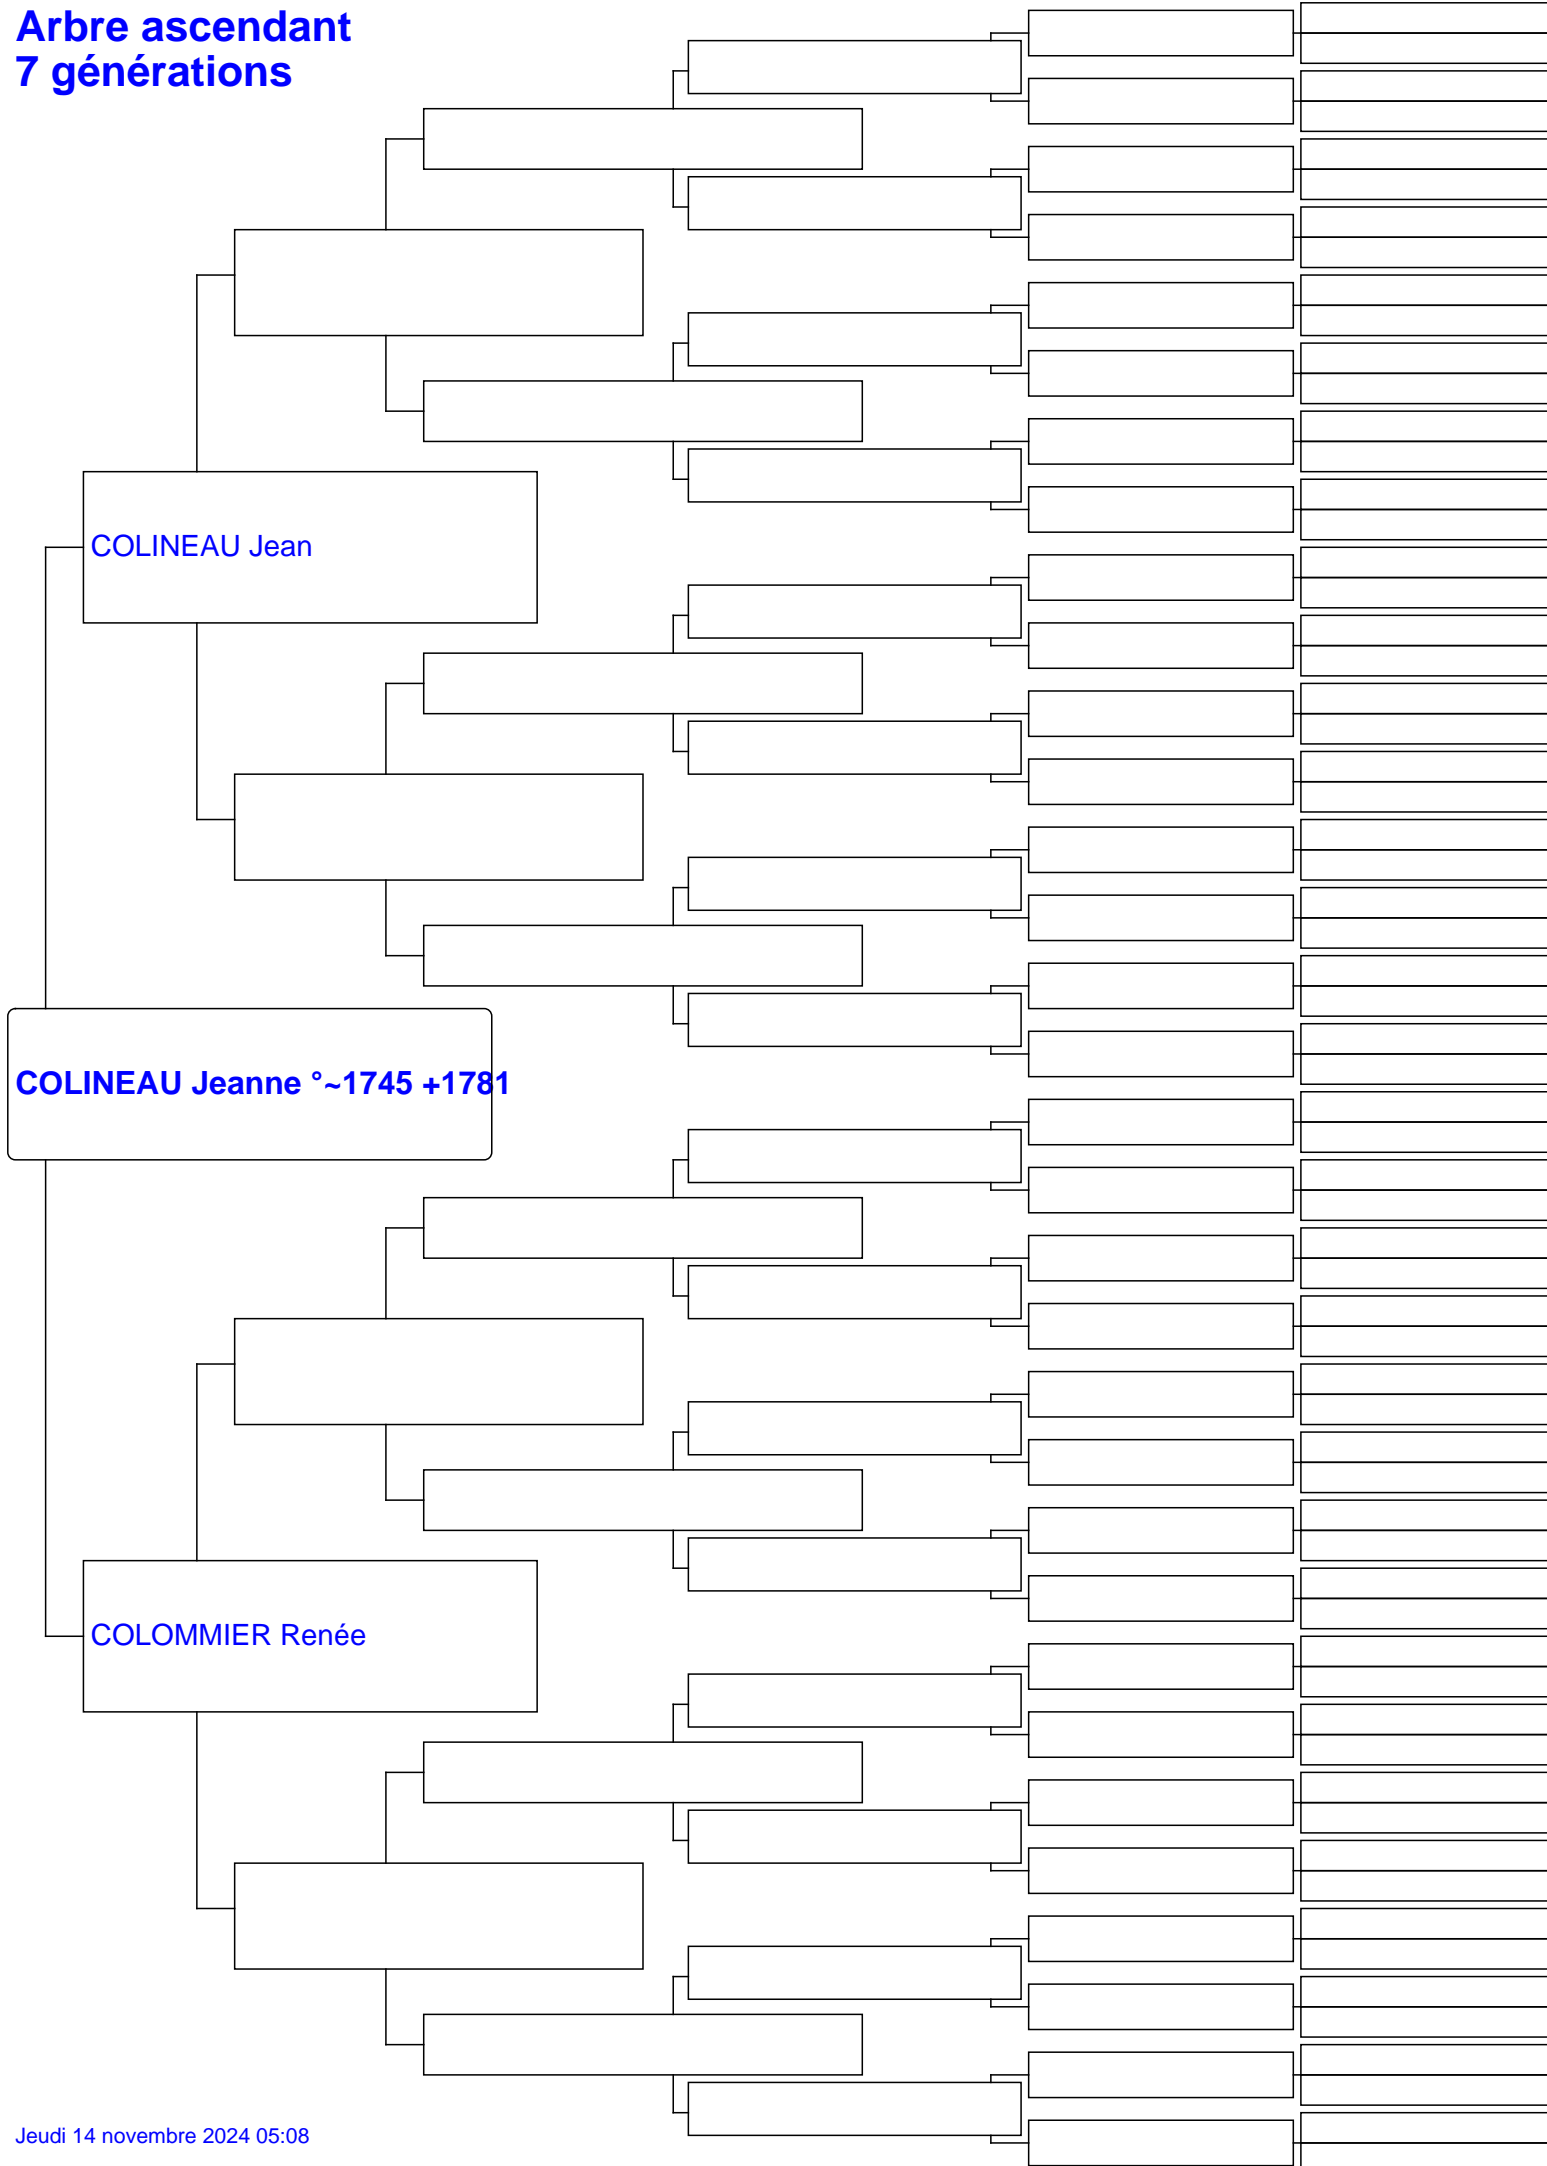 Arbre ascendant
7 générations
COLINEAU Jean
COLINEAU Jeanne °~1745 +1781
COLOMMIER Renée
Jeudi 14 novembre 2024 05:08